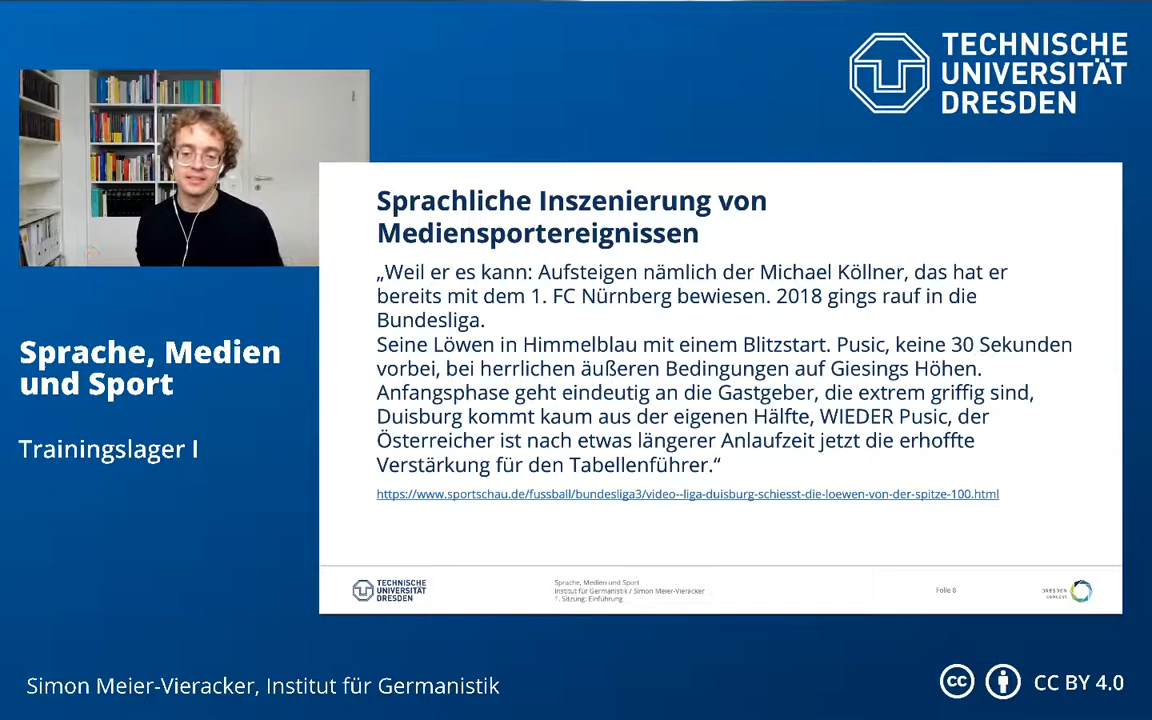 TECHNISCHE
UNIVERSITÄT
DRESDEN
Sprachliche Inszenierung von
Mediensportereignissen
„Weil er es kann: Aufsteigen nämlich der Michael Köllner, das hat er
bereits mit dem 1. FC Nürnberg bewiesen. 2018 gings rauf in die
Bundesliga.
Seine Löwen in Himmelblau mit einem Blitzstart. Pusic, keine 30 Sekunden
vorbei, bei herrlichen äußeren Bedingungen auf Giesings Höhen.
Anfangsphase geht eindeutig an die Gastgeber, die extrem griffig sind,
Duisburg kommt kaum aus der eigenen Hälfte, WIEDER Pusic, der
Österreicher ist nach etwas längerer Anlaufzeit jetzt die erhoffte
Verstärkung für den Tabellenführer.“
https://www.sportschau.de/fussball/bundesliga3/video--liga-duisburg-schiesst-die-loewen-von-der-spitze-100.html
Sprache, Medien
und Sport
Trainingslager I
TECHNISCHE
UNIVERSITÄT
DRESDEN
Sprache, Medien und Sport
Institut für Germanistik / Simon Meier-Vieracker
1. Sitzung: Einführung
Folie 8
DRESDEN
concept
Simon Meier-Vieracker, Institut für Germanistik
cc
CC BY 4.0